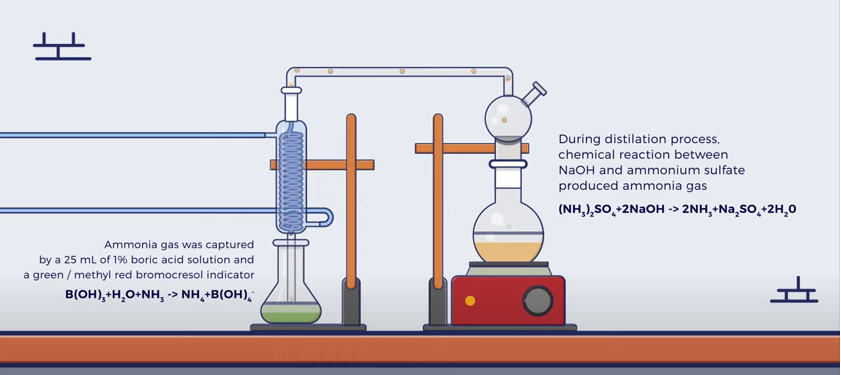 During distilation process,
chemical reaction between
NaOH and ammonium sulfate
produced ammonia gas
(NH₃)₂SO₄+2NaOH -> 2NH₃+Na₂SO₄+2H₂0
Ammonia gas was captured
by a 25 mL of 1% boric acid solution and
a green / methyl red bromocresol indicator
B(OH)₃+H₂O+NH₃ -> NH₄+B(OH)₄⁻